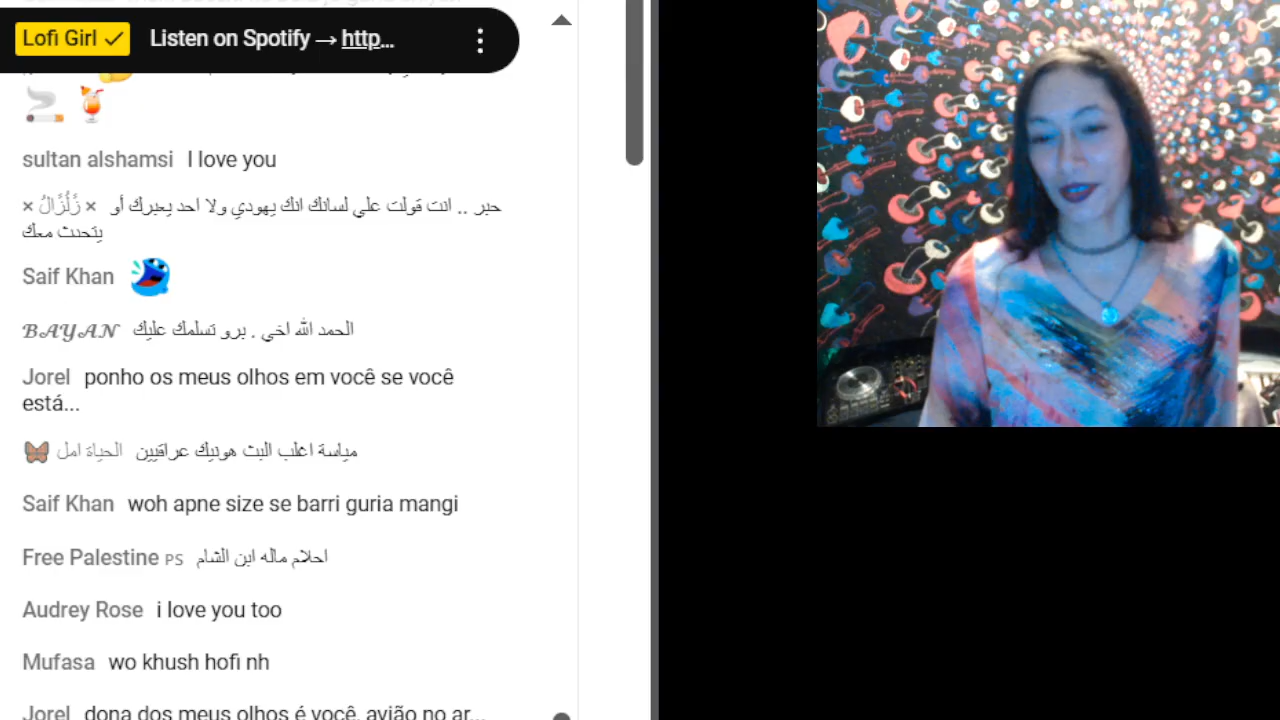 Lofi Girl ✓ Listen on Spotify → http...
sultan alshamsi I love you
× زَلْزَالُ × حبر .. انت قولت علي لسانك انك يهودي ولا احد يعبرك أو
يتحدث معك
Saif Khan
BAYAN الحمد الله اخي . برو تسلمك عليك
Jorel ponho os meus olhos em você se você
está...
الحياة امل مياسة اغلب البث هونيك عراقيين
Saif Khan woh apne size se barri guria mangi
Free Palestine PS احلام ماله ابن الشام
Audrey Rose i love you too
Mufasa wo khush hofi nh
Jorel dona dos meus olhos é você, avião no ar...